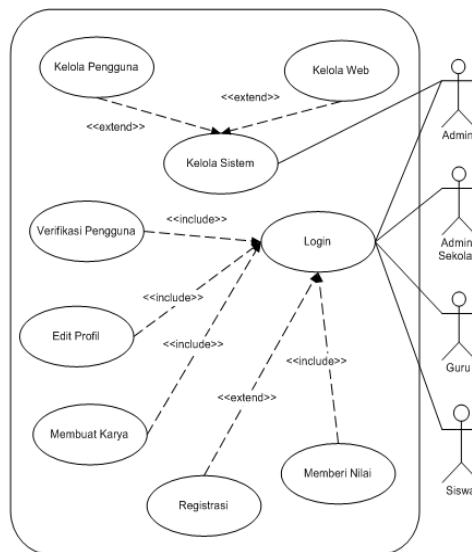 Kelola Pengguna
Kelola Web
<<extend>>
<<extend>>
Admin
Kelola Sistem
Verifikasi Pengguna
<<include>>
Login
Admin
Sekola
Edit Profil
<<include>>
<<include>>
<<include>>
Guru
<<extend>>
Membuat Karya
Memberi Nilai
Registrasi
Siswa